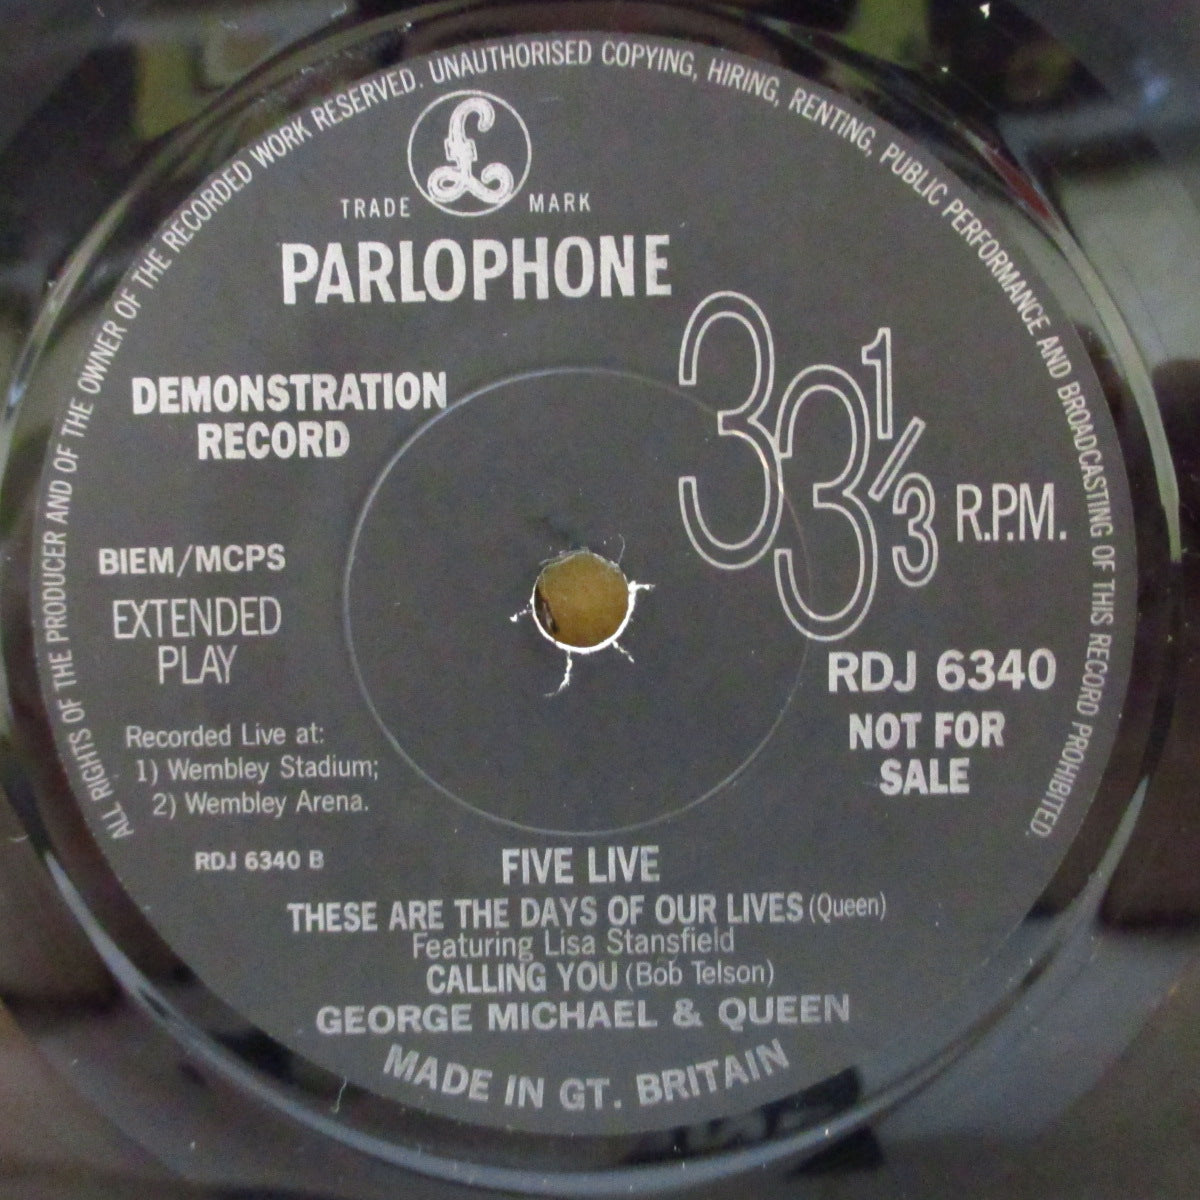 ALL RIGHTS OF THE PRODUCER AND OF THE OWNER OF THE RECORDED WORK RESERVED. UNAUTHORISED COPYING, HIRING, RENTING, PUBLIC PERFORMANCE AND BROADCASTING OF THIS RECORD PROHIBITED.
£
TRADE MARK
PARLOPHONE
33 1/3 R.P.M.
DEMONSTRATION
RECORD
BIEM/MCPS
EXTENDED
PLAY
RDJ 6340
NOT FOR
SALE
Recorded Live at:
1) Wembley Stadium;
2) Wembley Arena.
RDJ 6340 B
FIVE LIVE
THESE ARE THE DAYS OF OUR LIVES (Queen)
Featuring Lisa Stansfield
CALLING YOU (Bob Telson)
GEORGE MICHAEL & QUEEN
MADE IN GT. BRITAIN